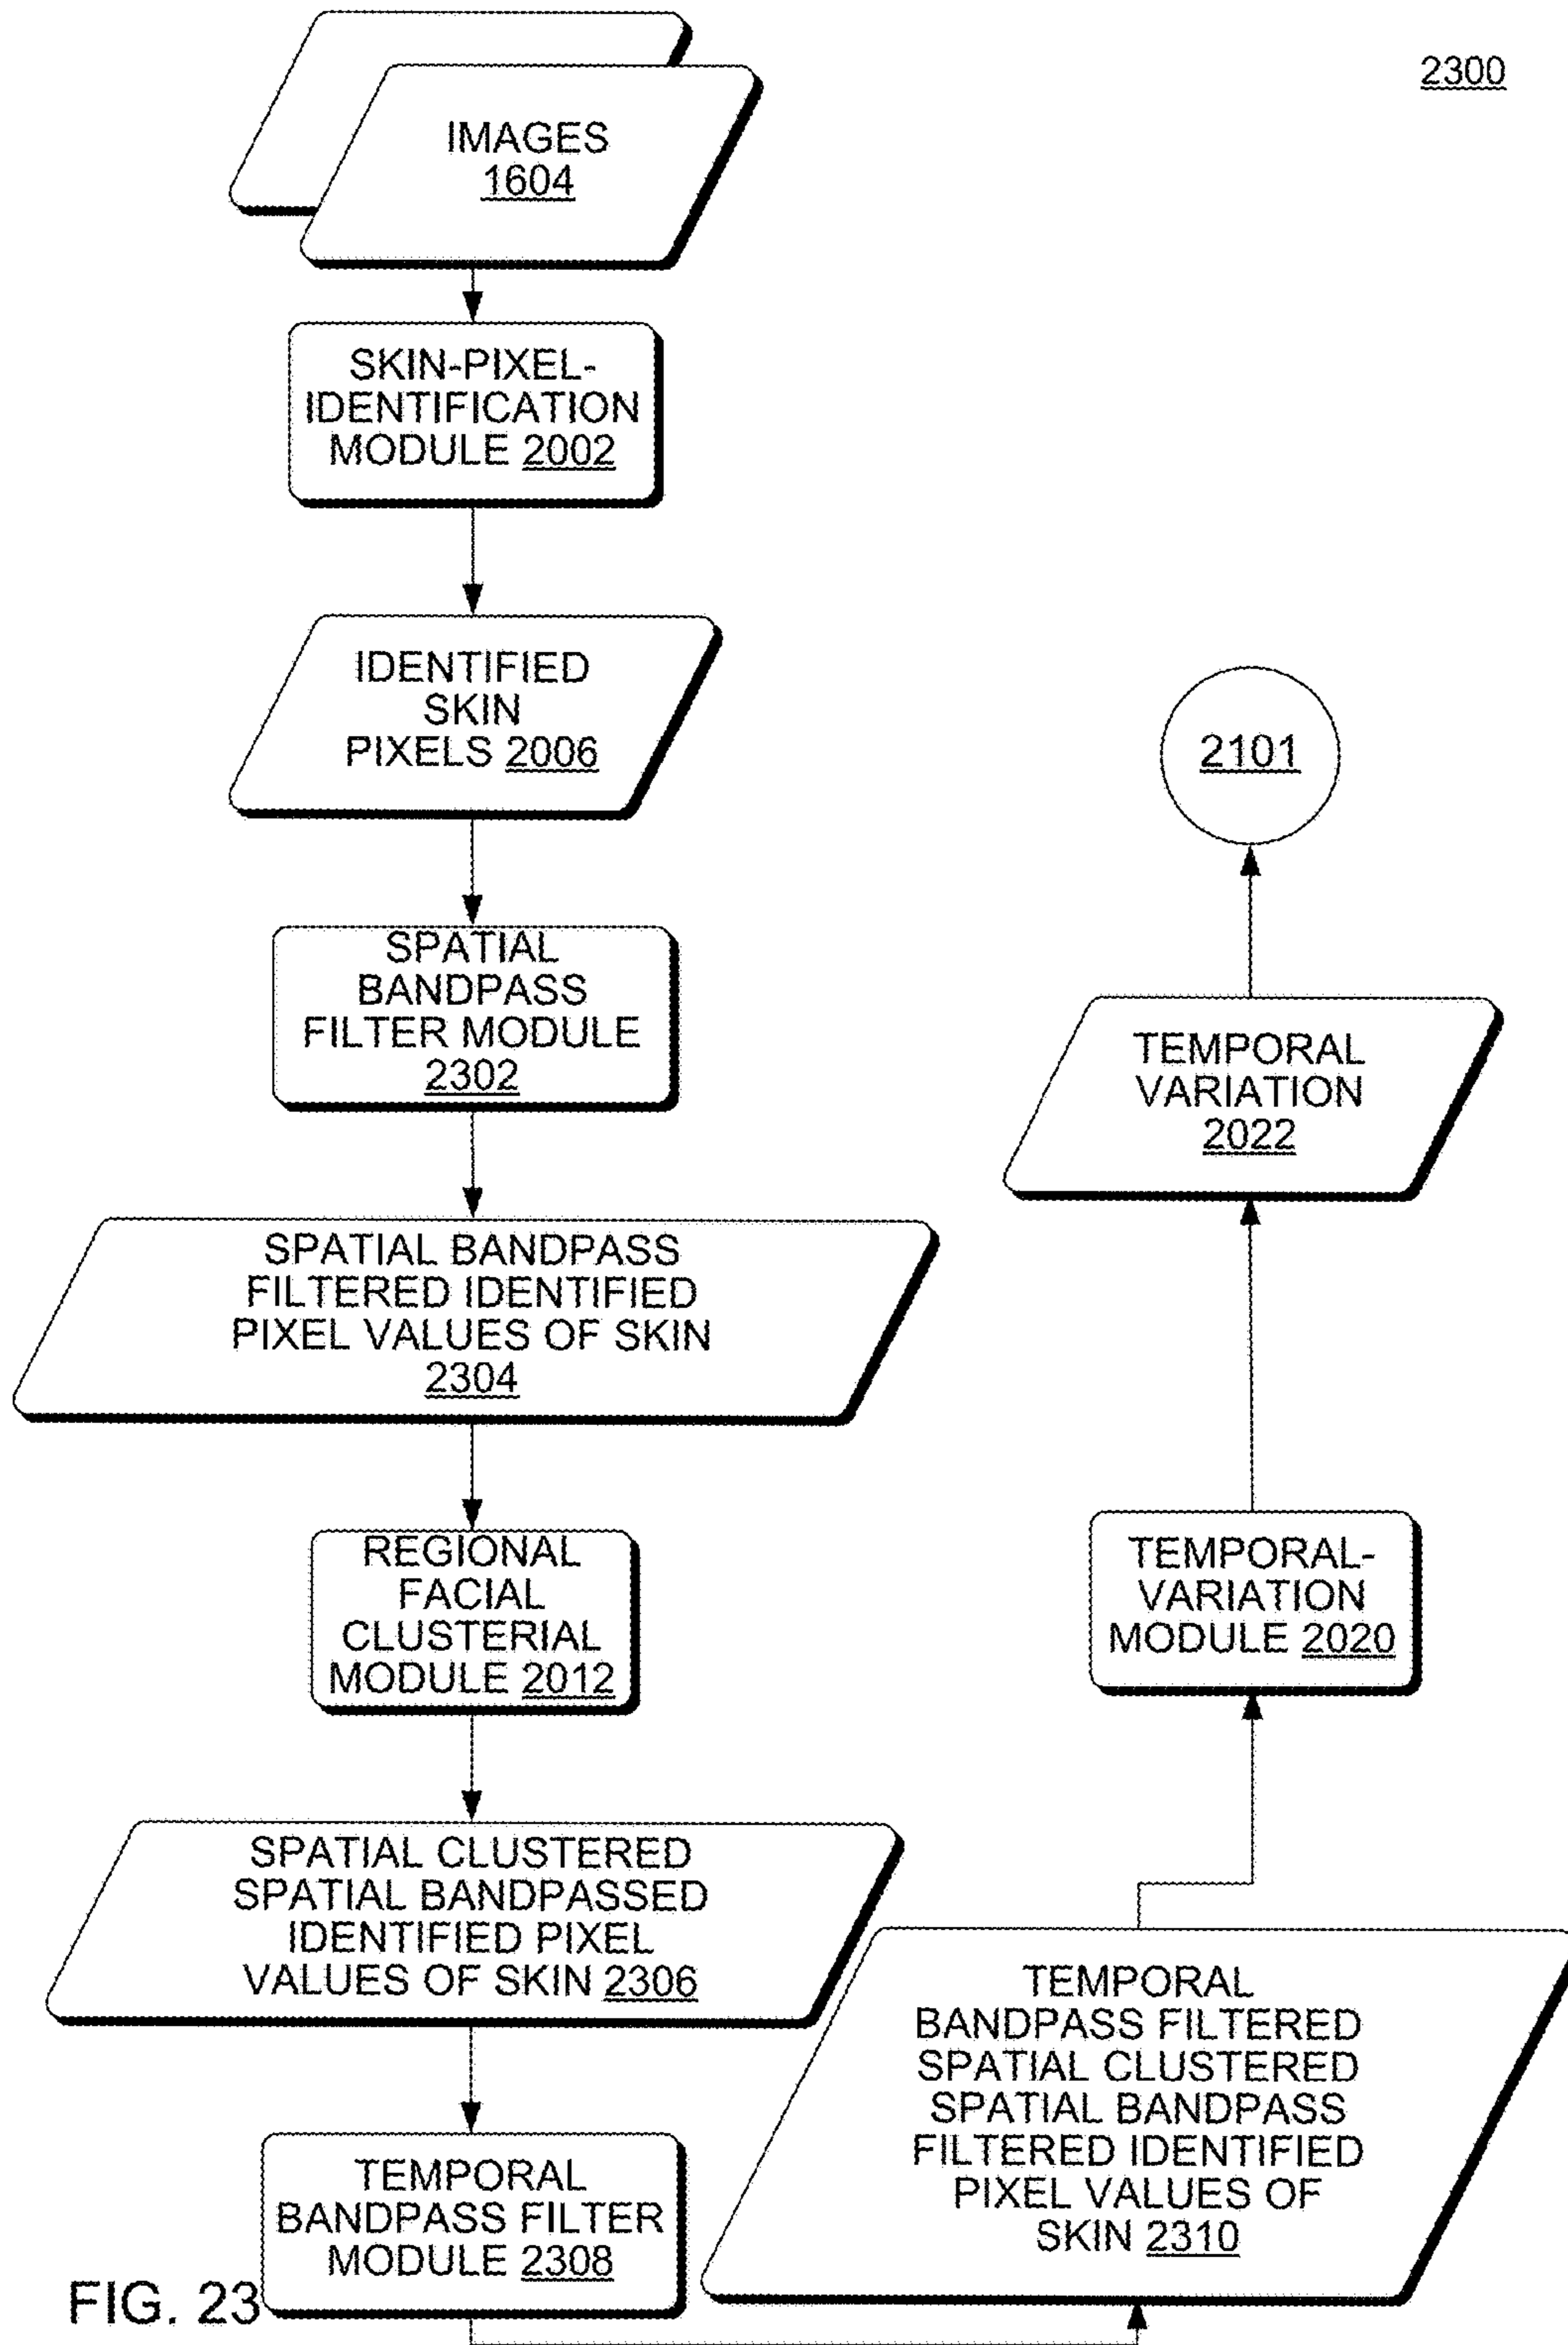 2300
IMAGES
1604
SKIN-PIXEL-
IDENTIFICATION
MODULE 2002
IDENTIFIED
SKIN
PIXELS 2006
SPATIAL
BANDPASS
FILTER MODULE
2302
SPATIAL BANDPASS
FILTERED IDENTIFIED
PIXEL VALUES OF SKIN
2304
REGIONAL
FACIAL
CLUSTERIAL
MODULE 2012
SPATIAL CLUSTERED
SPATIAL BANDPASSED
IDENTIFIED PIXEL
VALUES OF SKIN 2306
TEMPORAL
BANDPASS FILTER
MODULE 2308
TEMPORAL
BANDPASS FILTERED
SPATIAL CLUSTERED
SPATIAL BANDPASS
FILTERED IDENTIFIED
PIXEL VALUES OF
SKIN 2310
TEMPORAL-
VARIATION
MODULE 2020
TEMPORAL
VARIATION
2022
2101
FIG. 23